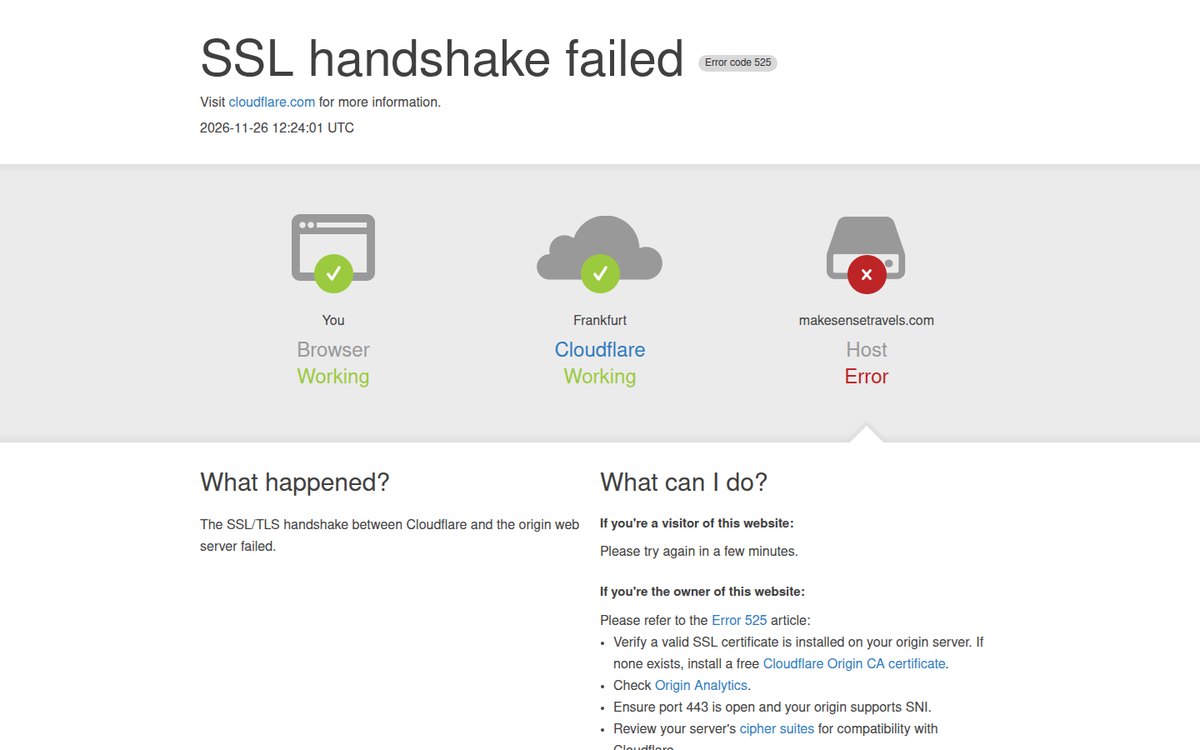 SSL handshake failed Error code 525
Visit cloudflare.com for more information.
2026-11-26 12:24:01 UTC
You
Browser
Working
Frankfurt
Cloudflare
Working
makesensetravels.com
Host
Error
What happened?
The SSL/TLS handshake between Cloudflare and the origin web
server failed.
What can I do?
If you're a visitor of this website:
Please try again in a few minutes.
If you're the owner of this website:
Please refer to the Error 525 article:
• Verify a valid SSL certificate is installed on your origin server. If
none exists, install a free Cloudflare Origin CA certificate.
• Check Origin Analytics.
• Ensure port 443 is open and your origin supports SNI.
• Review your server's cipher suites for compatibility with
Cloudflare.